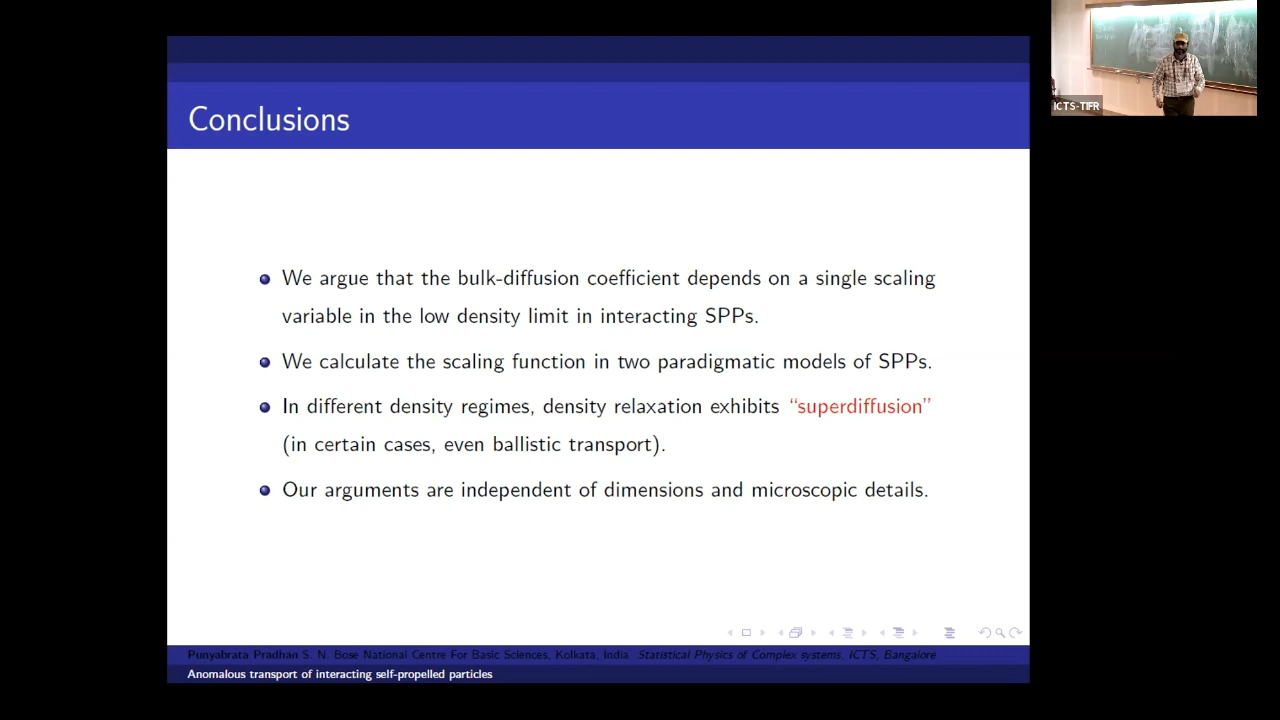 Conclusions
We argue that the bulk-diffusion coefficient depends on a single scaling
variable in the low density limit in interacting SPPs.
We calculate the scaling function in two paradigmatic models of SPPs.
In different density regimes, density relaxation exhibits “superdiffusion”
(in certain cases, even ballistic transport).
Our arguments are independent of dimensions and microscopic details.
Punyabrata Pradhan S. N. Bose National Centre For Basic Sciences, Kolkata, India Statistical Physics of Complex systems, ICTS, Bangalore
Anomalous transport of interacting self-propelled particles
ICTS-TIFR